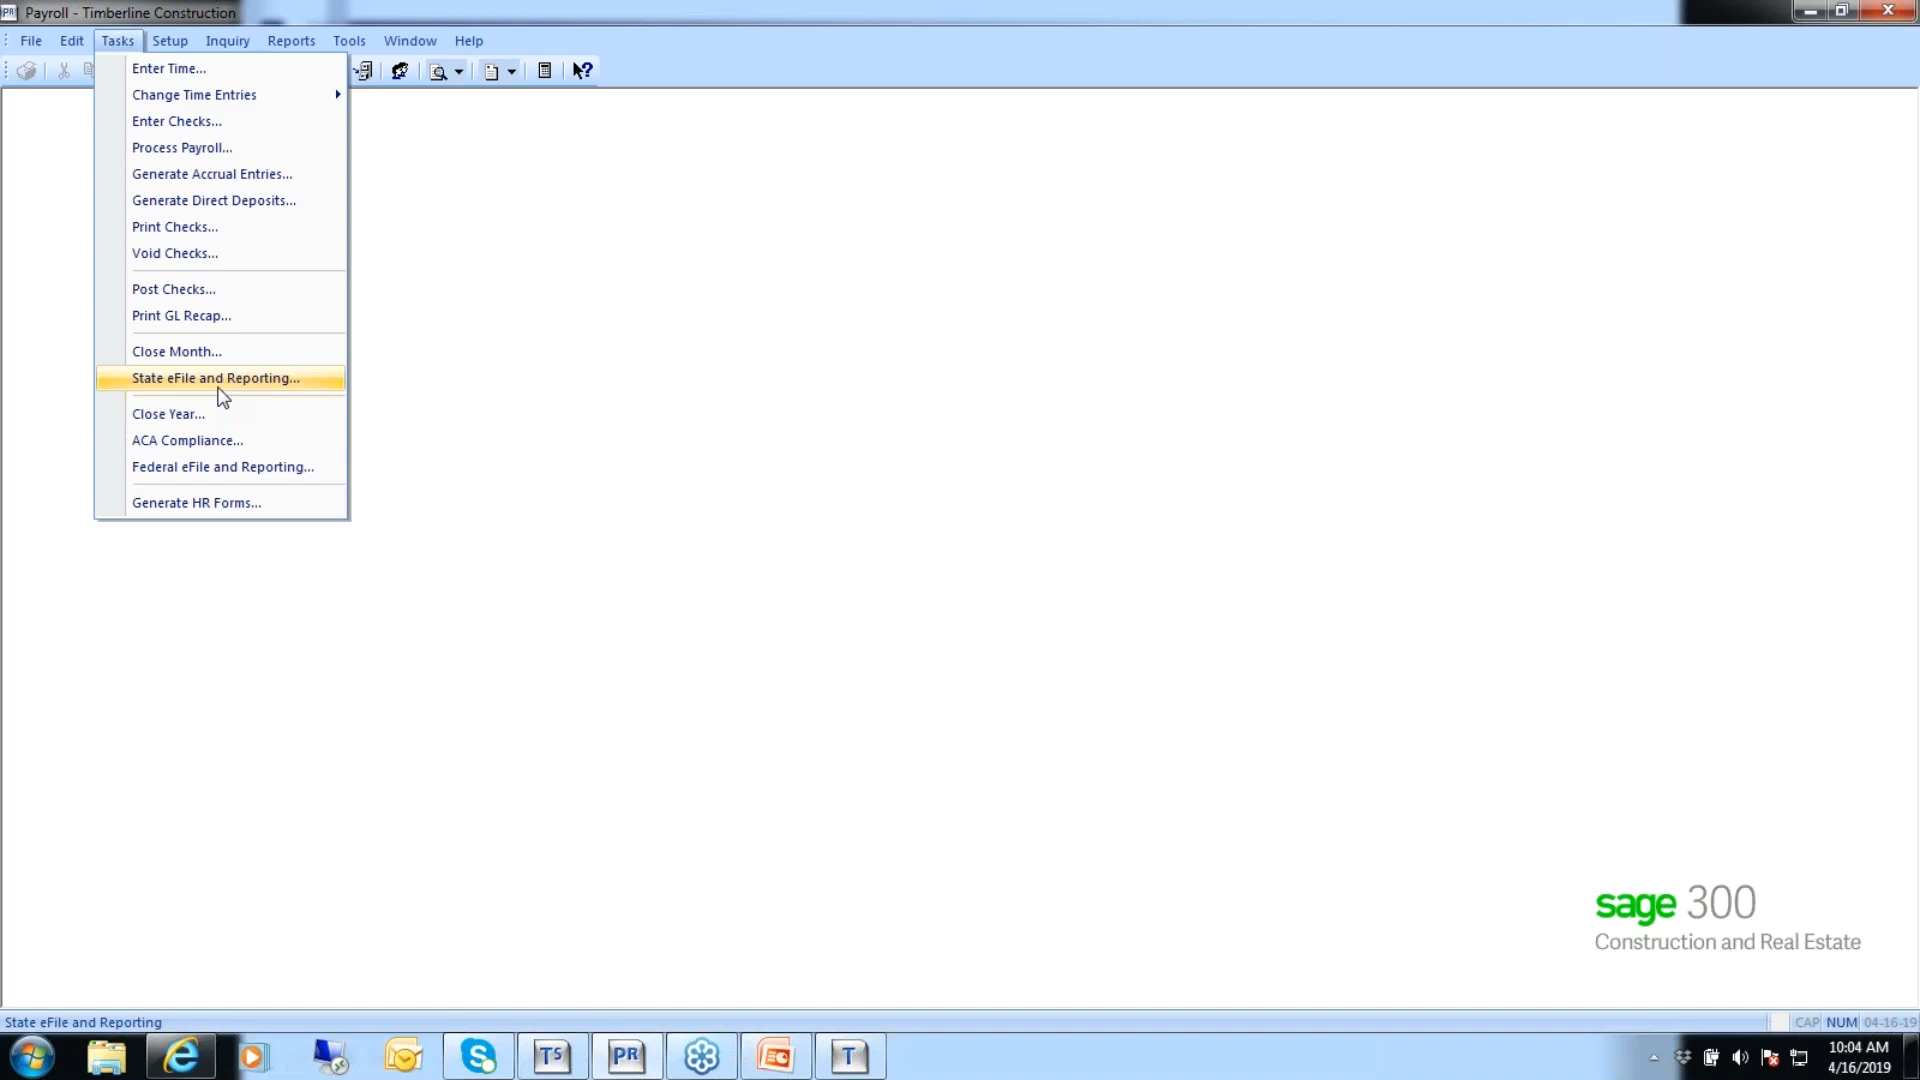 PR Payroll - Timberline Construction
File Edit Tasks Setup Inquiry Reports Tools Window Help
Enter Time...
Change Time Entries
Enter Checks...
Process Payroll...
Generate Accrual Entries...
Generate Direct Deposits...
Print Checks...
Void Checks...
Post Checks...
Print GL Recap...
Close Month...
State eFile and Reporting...
Close Year...
ACA Compliance...
Federal eFile and Reporting...
Generate HR Forms...
sage 300
Construction and Real Estate
State eFile and Reporting CAP NUM 04-16-19
TS PR T 10:04 AM
4/16/2019